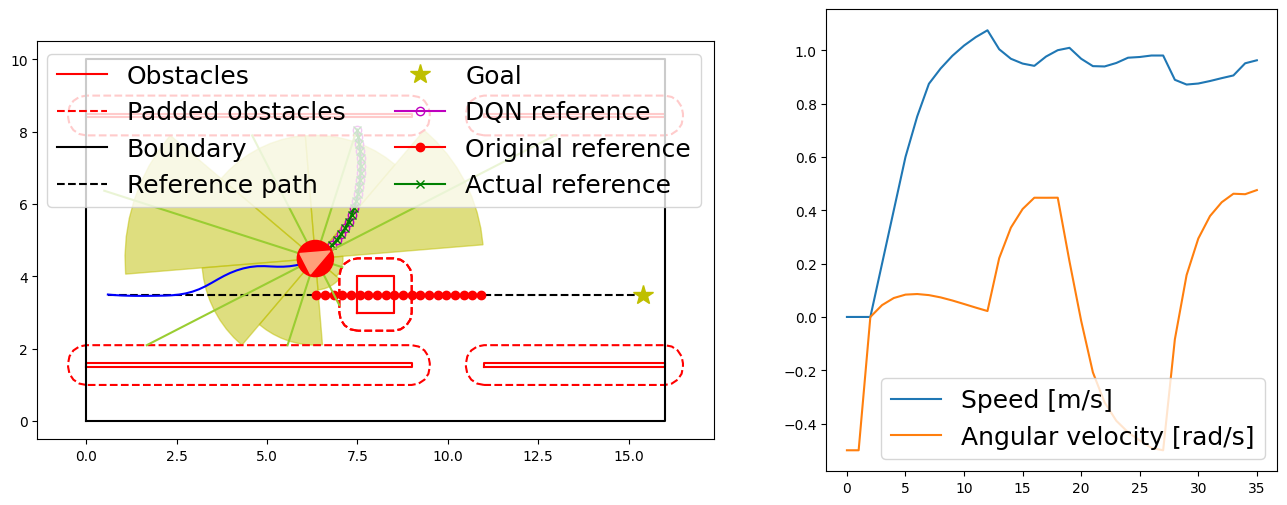 Obstacles
Padded obstacles
Boundary
Reference path
Goal
DQN reference
Original reference
Actual reference
10
8
6
4
2
0
0.0 2.5 5.0 7.5 10.0 12.5 15.0
1.0
0.8
0.6
0.4
0.2
0.0
−0.2
−0.4
Speed [m/s]
Angular velocity [rad/s]
0 5 10 15 20 25 30 35